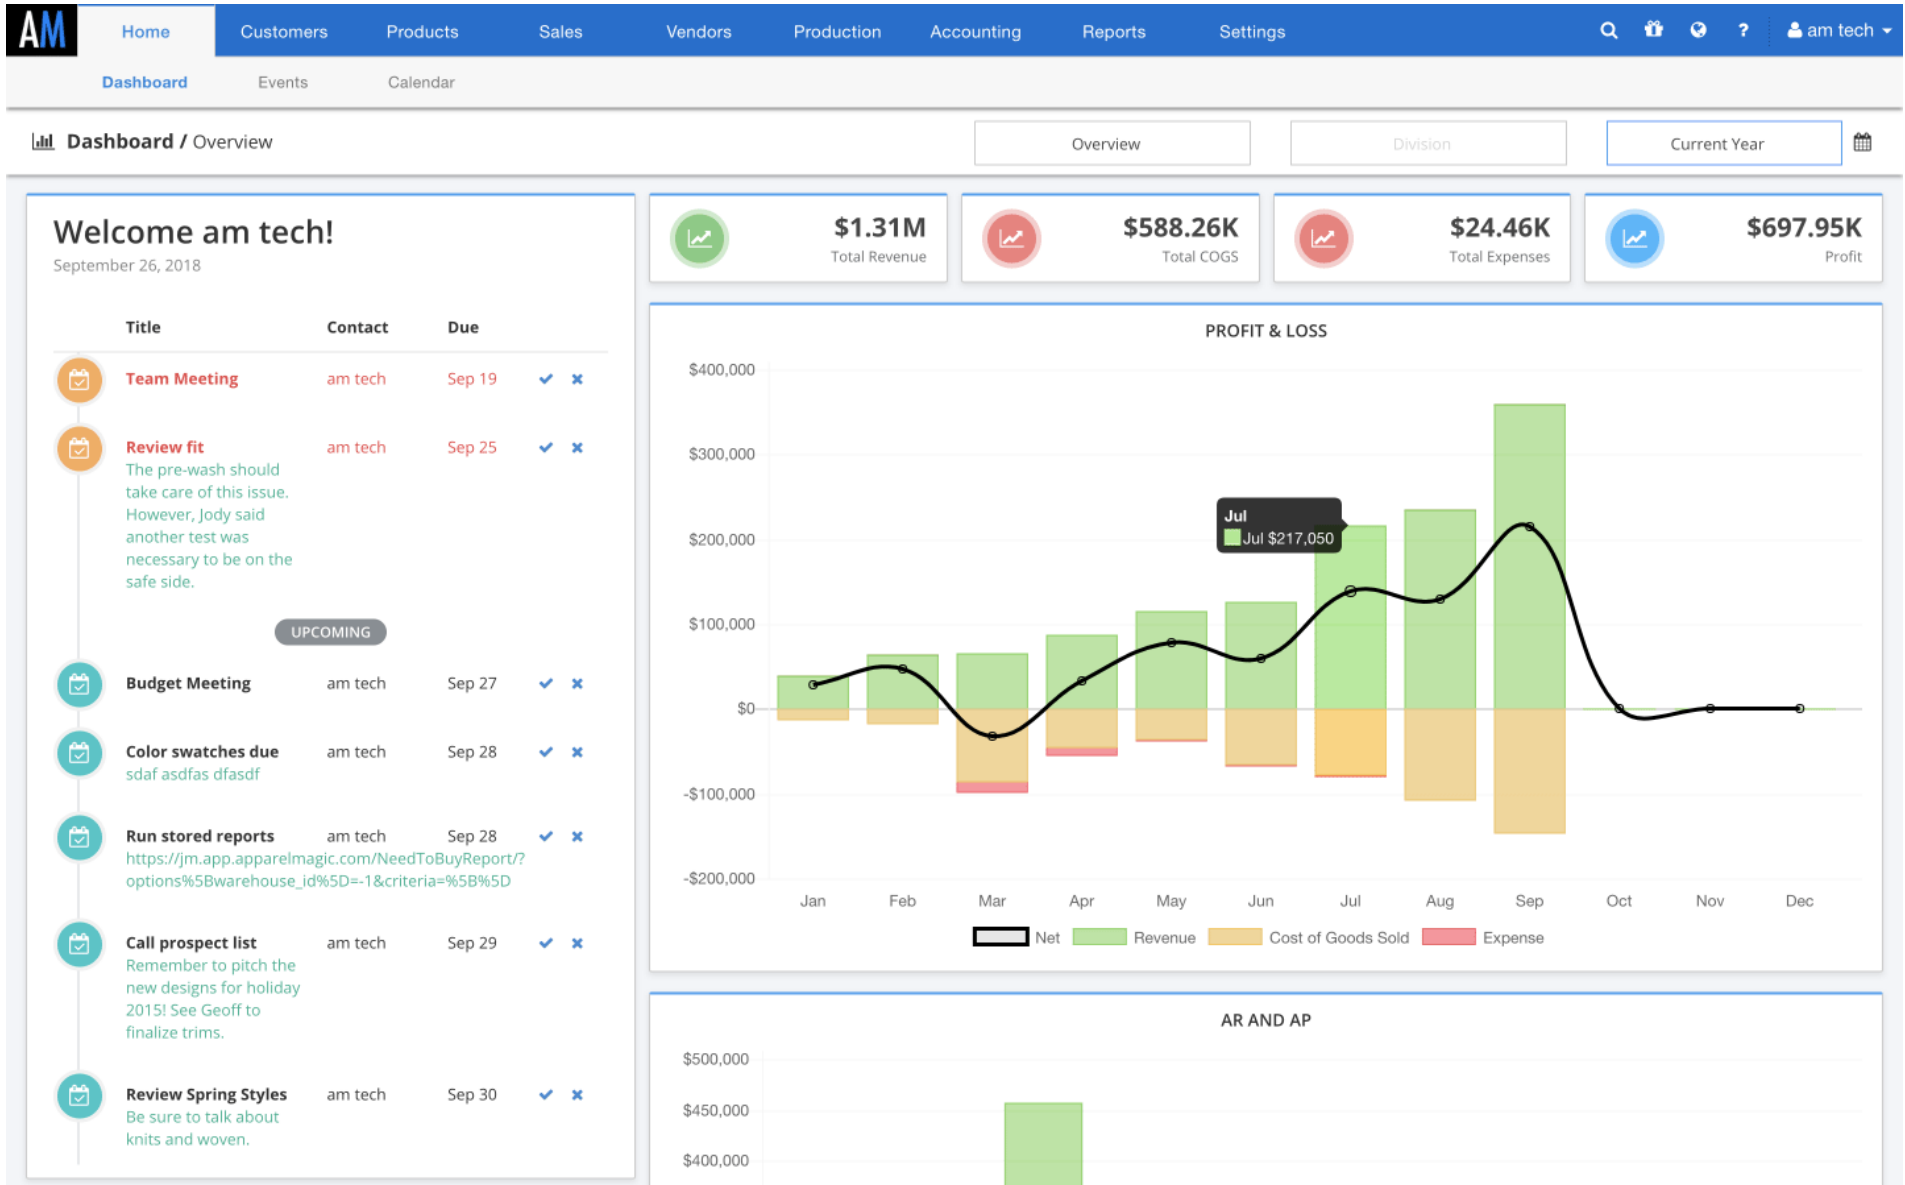 AM
Home Customers Products Sales Vendors Production Accounting Reports Settings ? am tech
Dashboard Events Calendar
Dashboard / Overview
Overview Division Current Year
Welcome am tech!
September 26, 2018
Title Contact Due
Team Meeting am tech Sep 19
Review fit am tech Sep 25
The pre-wash should
take care of this issue.
However, Jody said
another test was
necessary to be on the
safe side.
UPCOMING
Budget Meeting am tech Sep 27
Color swatches due am tech Sep 28
sdaf asdfas dfasdf
Run stored reports am tech Sep 28
https://jm.app.apparelmagic.com/NeedToBuyReport/?
options%5Bwarehouse_id%5D=-1&criteria=%5B%5D
Call prospect list am tech Sep 29
Remember to pitch the
new designs for holiday
2015! See Geoff to
finalize trims.
Review Spring Styles am tech Sep 30
Be sure to talk about
knits and woven.
$1.31M
Total Revenue
$588.26K
Total COGS
$24.46K
Total Expenses
$697.95K
Profit
PROFIT & LOSS
$400,000
$300,000
$200,000
$100,000
$0
-$100,000
-$200,000
Jul
Jul $217,050
Jan Feb Mar Apr May Jun Jul Aug Sep Oct Nov Dec
Net Revenue Cost of Goods Sold Expense
AR AND AP
$500,000
$450,000
$400,000